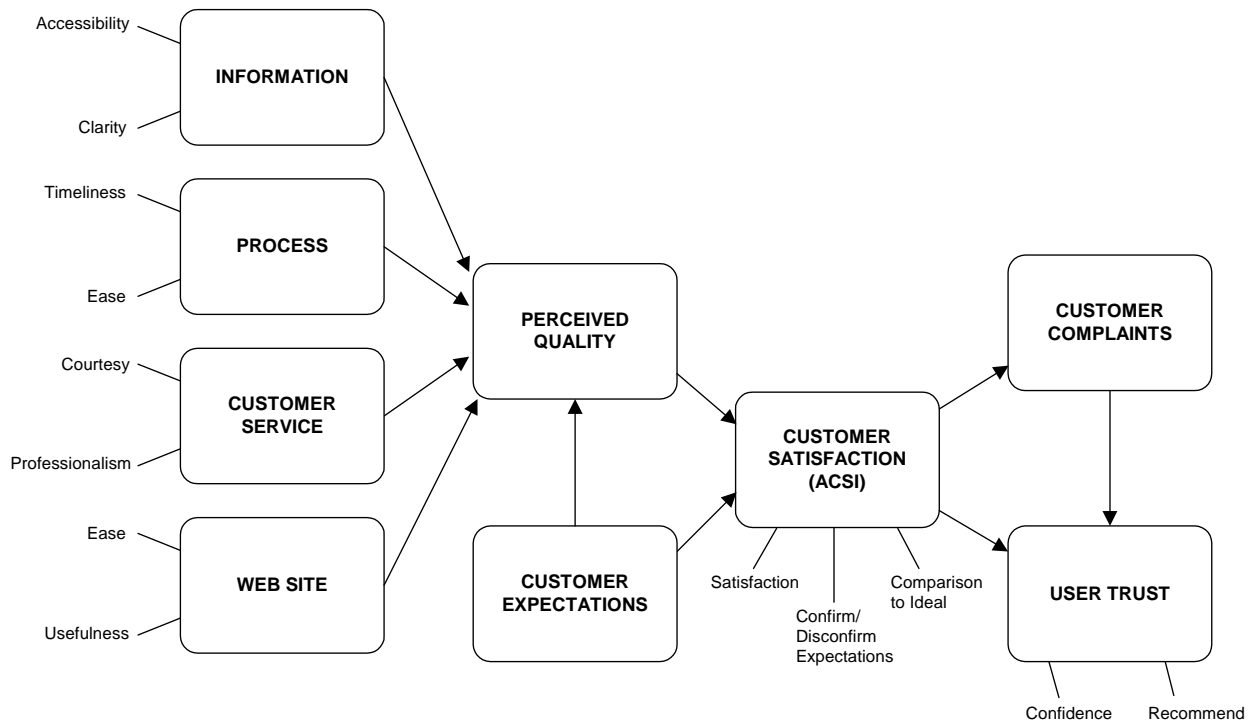 Accessibility
INFORMATION
Clarity
Timeliness
PROCESS
Ease
Courtesy
CUSTOMER
SERVICE
Professionalism
Ease
WEB SITE
Usefulness
PERCEIVED
QUALITY
CUSTOMER
EXPECTATIONS
CUSTOMER
SATISFACTION
(ACSI)
Satisfaction
Confirm/
Disconfirm
Expectations
Comparison
to Ideal
CUSTOMER
COMPLAINTS
USER TRUST
Confidence
Recommend